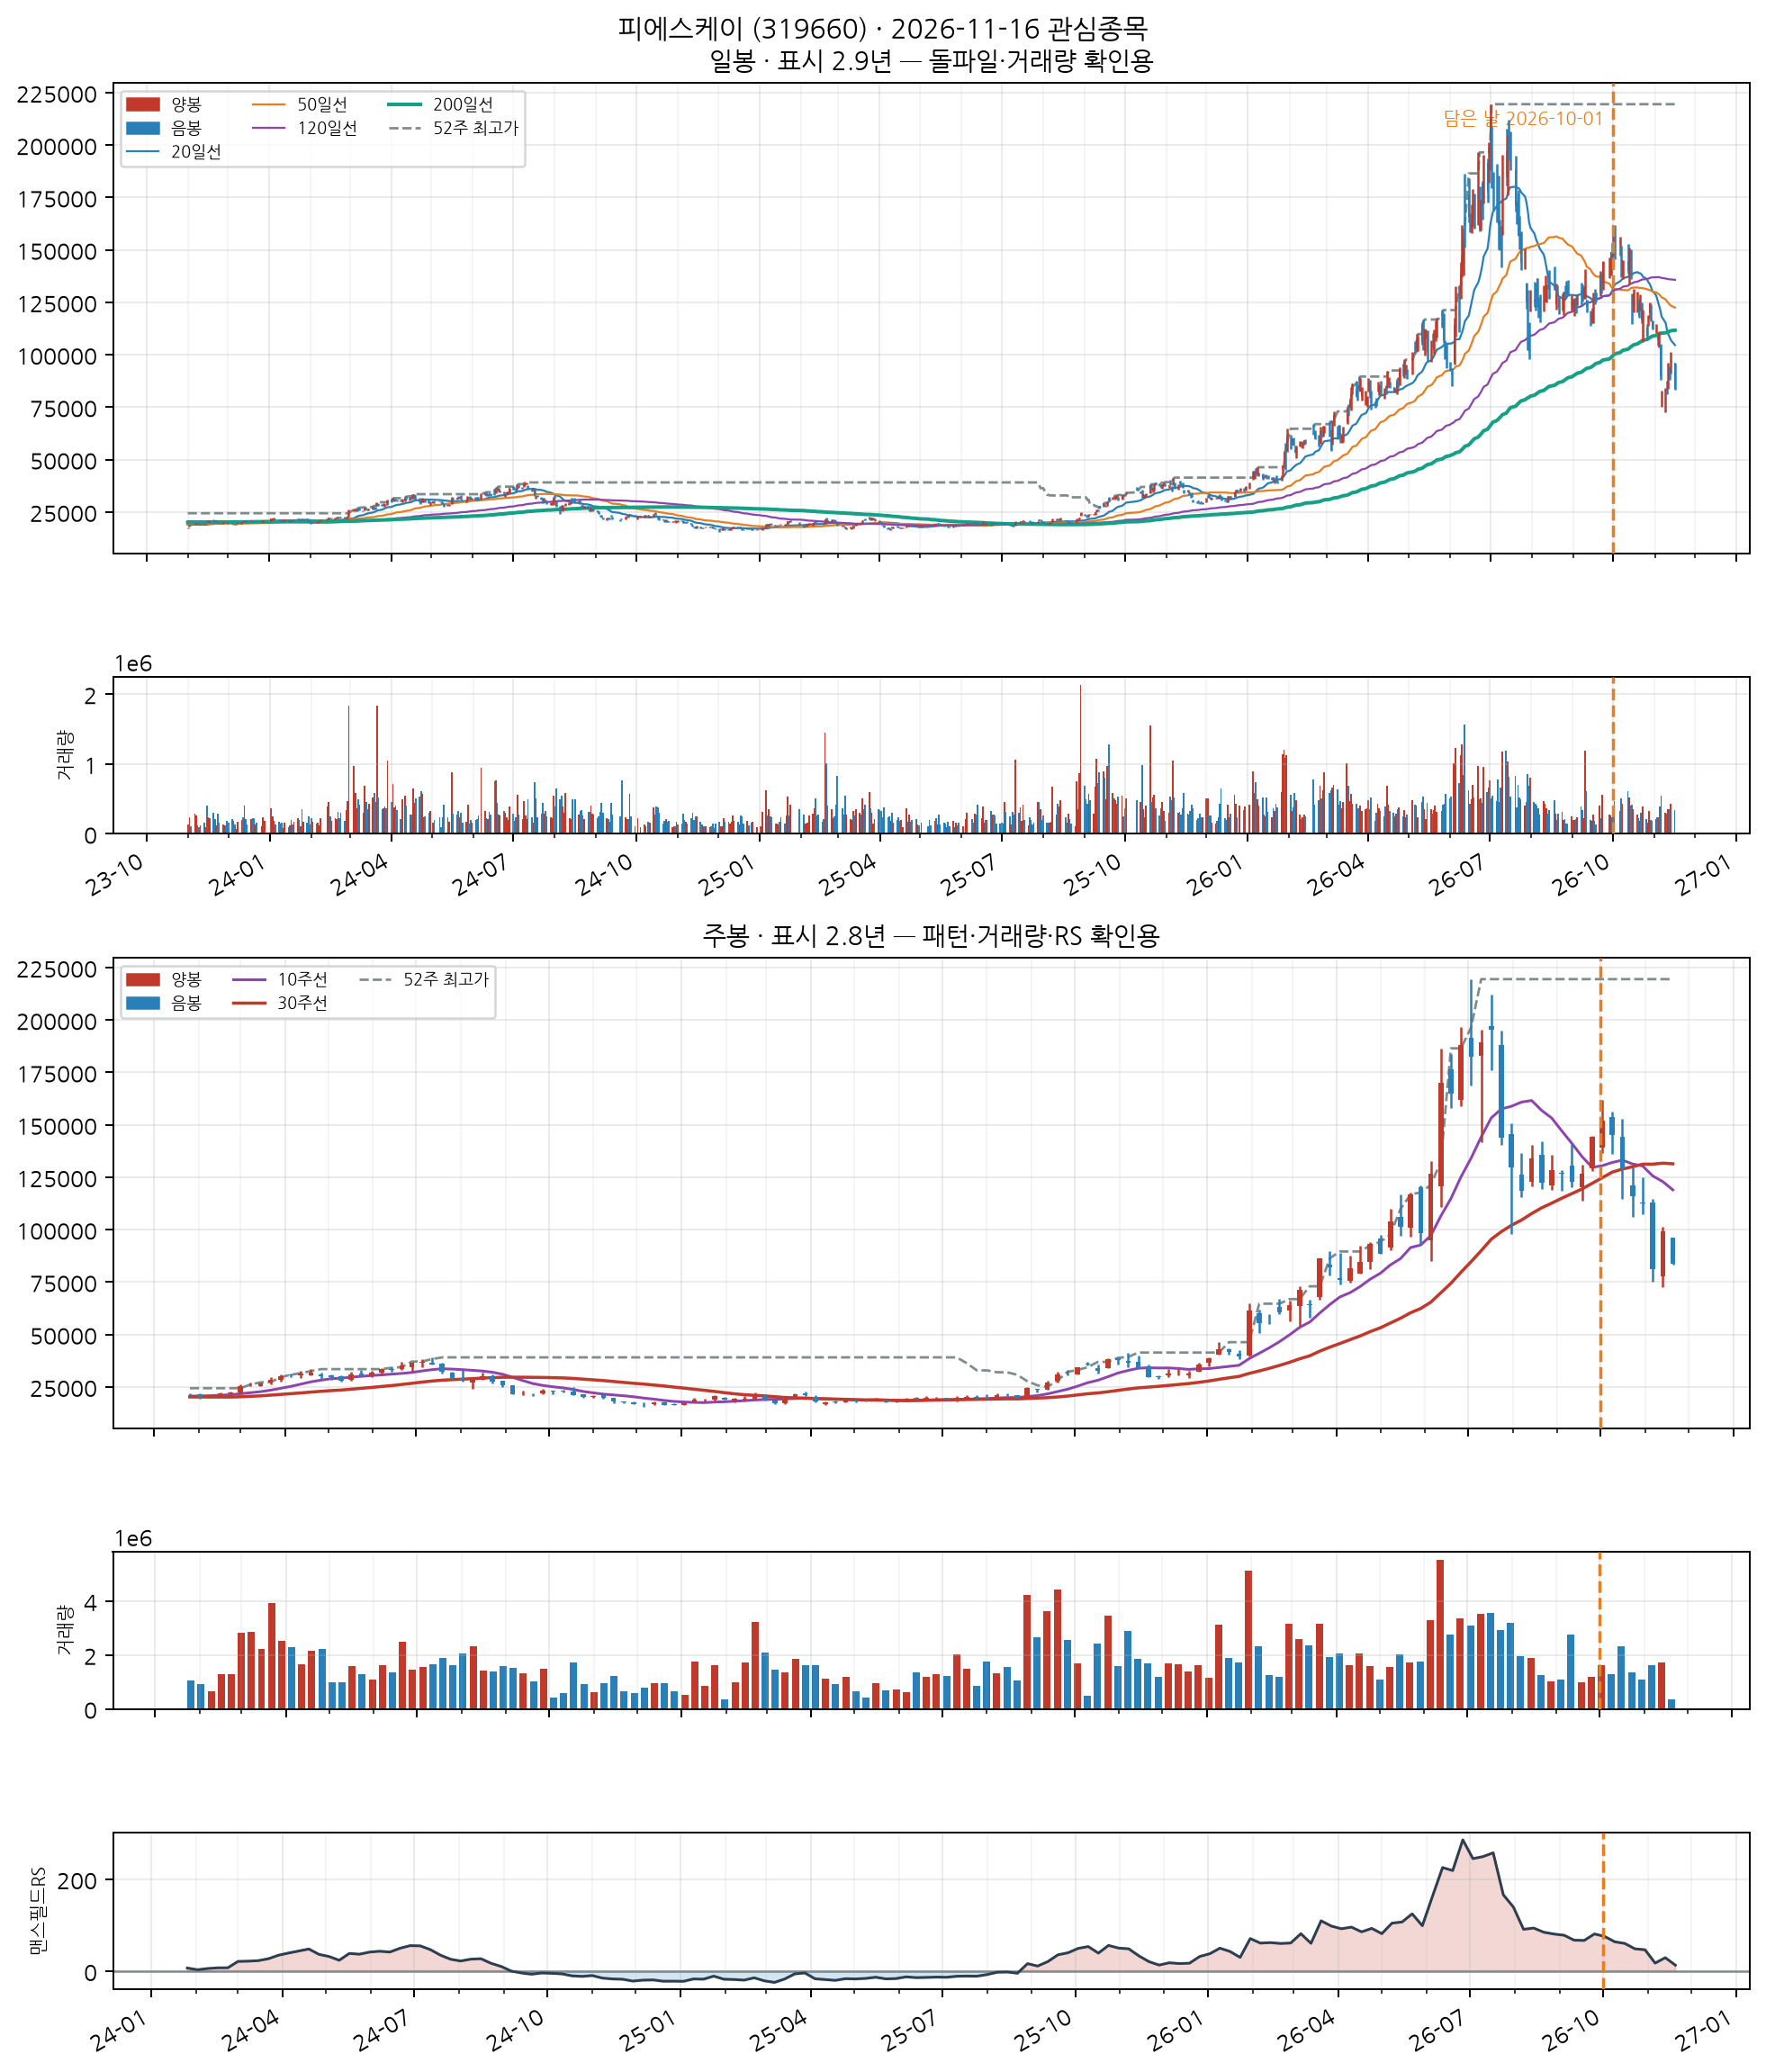 피에스케이 (319660) · 2026-11-16 관심종목
일봉 · 표시 2.9년 — 돌파일·거래량 확인용
양봉
음봉
20일선
50일선
120일선
200일선
52주 최고가
담은 날 2026-10-01
225000
200000
175000
150000
125000
100000
75000
50000
25000
1e6
거래량
2
1
0
23-10
24-01
24-04
24-07
24-10
25-01
25-04
25-07
25-10
26-01
26-04
26-07
26-10
27-01
주봉 · 표시 2.8년 — 패턴·거래량·RS 확인용
양봉
음봉
10주선
30주선
52주 최고가
225000
200000
175000
150000
125000
100000
75000
50000
25000
1e6
거래량
4
2
0
맨스필드RS
200
0
24-01
24-04
24-07
24-10
25-01
25-04
25-07
25-10
26-01
26-04
26-07
26-10
27-01